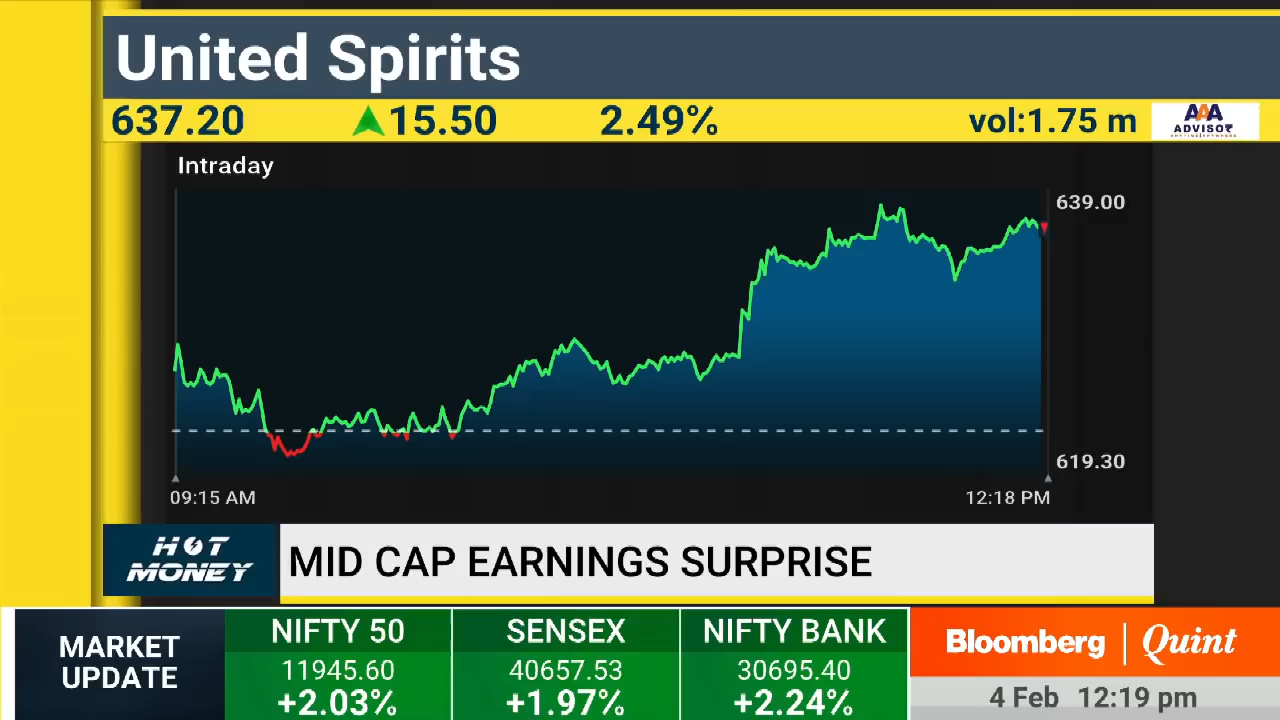 United Spirits
637.20 15.50 2.49% vol:1.75 m
AAA
ADVISOR
Intraday
639.00
619.30
09:15 AM 12:18 PM
HOT
MONEY
MID CAP EARNINGS SURPRISE
MARKET
UPDATE
NIFTY 50
11945.60
+2.03%
SENSEX
40657.53
+1.97%
NIFTY BANK
30695.40
+2.24%
Bloomberg | Quint
4 Feb 12:19 pm